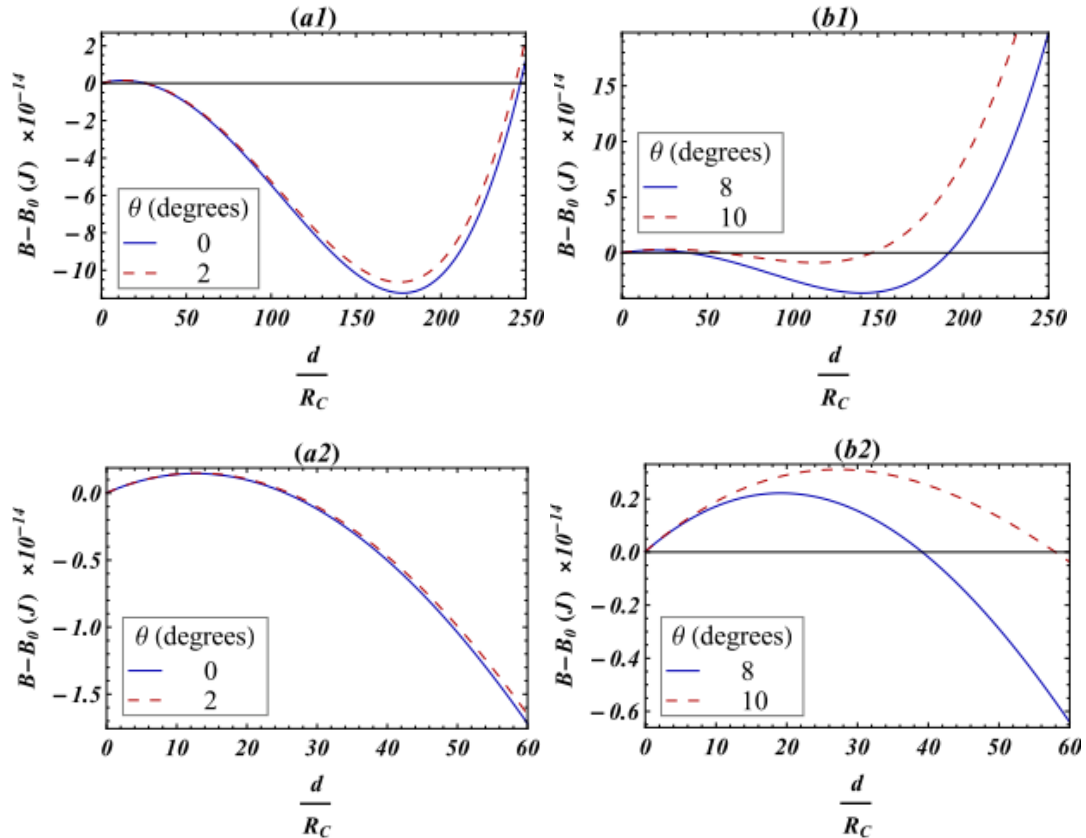 (a1)
B−B0 (J) ×10−14
2
0
−2
−4
−6
−8
−10
θ (degrees)
0
2
0 50 100 150 200 250
d
RC
(b1)
B−B0 (J) ×10−14
15
10
5
0
θ (degrees)
8
10
0 50 100 150 200 250
d
RC
(a2)
B−B0 (J) ×10−14
0.0
−0.5
−1.0
−1.5
θ (degrees)
0
2
0 10 20 30 40 50 60
d
RC
(b2)
B−B0 (J) ×10−14
0.2
0.0
−0.2
−0.4
−0.6
θ (degrees)
8
10
0 10 20 30 40 50 60
d
RC